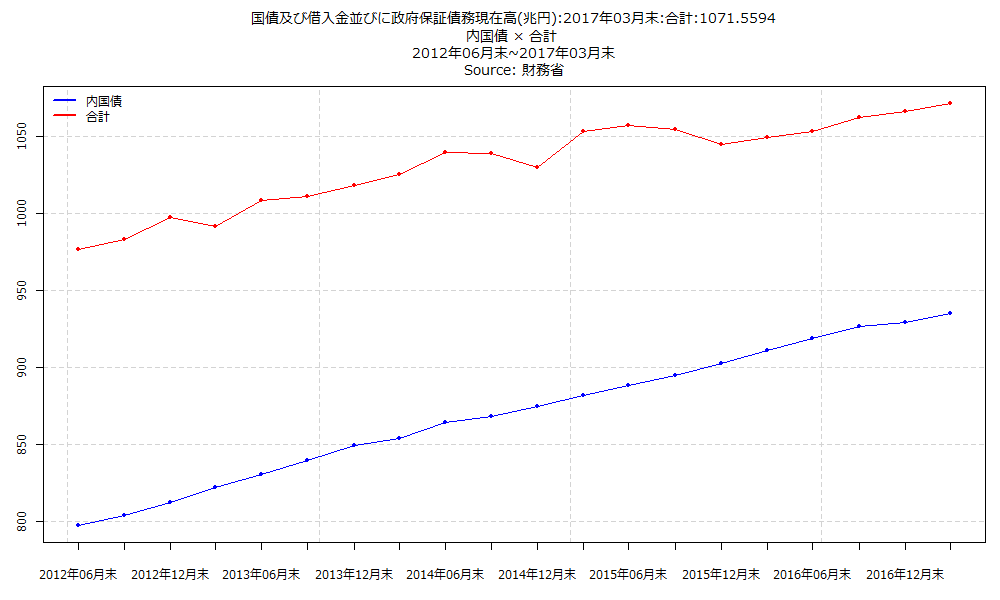 国債及び借入金並びに政府保証債務現在高(兆円):2017年03月末:合計:1071.5594
内国債 × 合計
2012年06月末~2017年03月末
Source: 財務省
内国債
合計
1050
1000
950
900
850
800
2012年06月末 2012年12月末 2013年06月末 2013年12月末 2014年06月末 2014年12月末 2015年06月末 2015年12月末 2016年06月末 2016年12月末